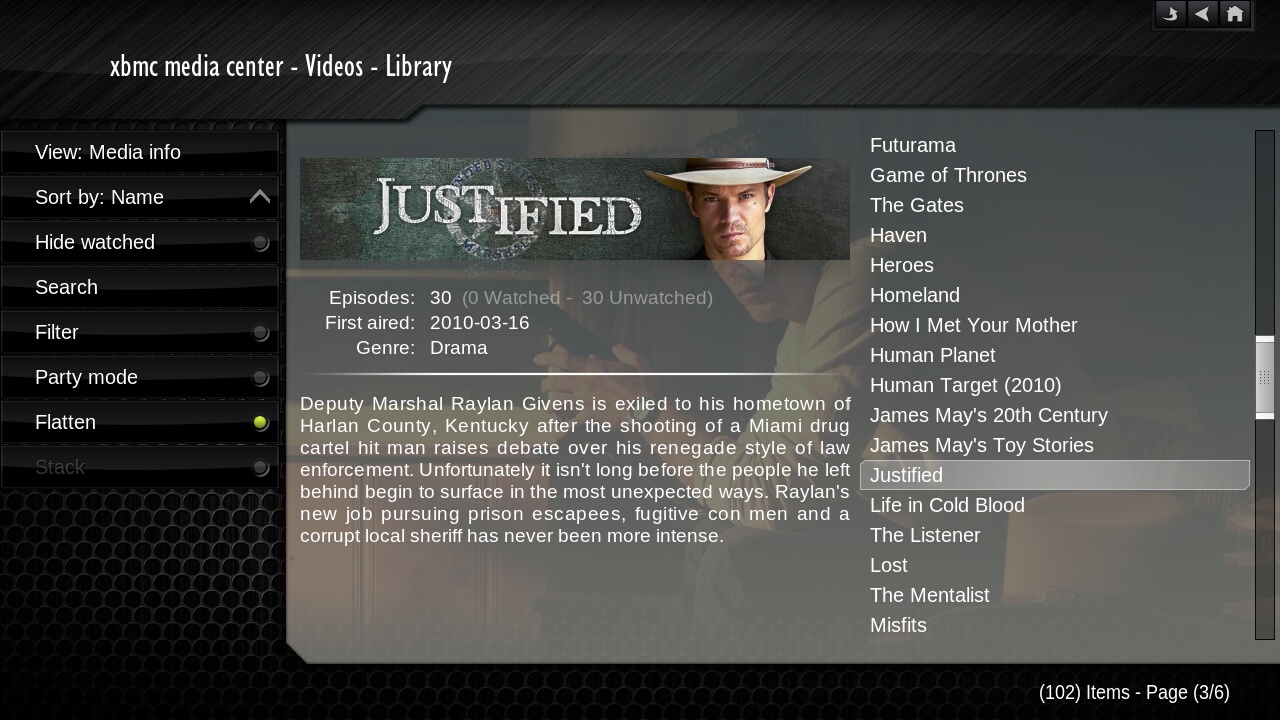 xbmc media center - Videos - Library
View: Media info
Sort by: Name
Hide watched
Search
Filter
Party mode
Flatten
Stack
JUSTIFIED
Episodes: 30 (0 Watched - 30 Unwatched)
First aired: 2010-03-16
Genre: Drama
Deputy Marshal Raylan Givens is exiled to his hometown of
Harlan County, Kentucky after the shooting of a Miami drug
cartel hit man raises debate over his renegade style of law
enforcement. Unfortunately it isn't long before the people he left
behind begin to surface in the most unexpected ways. Raylan's
new job pursuing prison escapees, fugitive con men and a
corrupt local sheriff has never been more intense.
Futurama
Game of Thrones
The Gates
Haven
Heroes
Homeland
How I Met Your Mother
Human Planet
Human Target (2010)
James May's 20th Century
James May's Toy Stories
Justified
Life in Cold Blood
The Listener
Lost
The Mentalist
Misfits
(102) Items - Page (3/6)